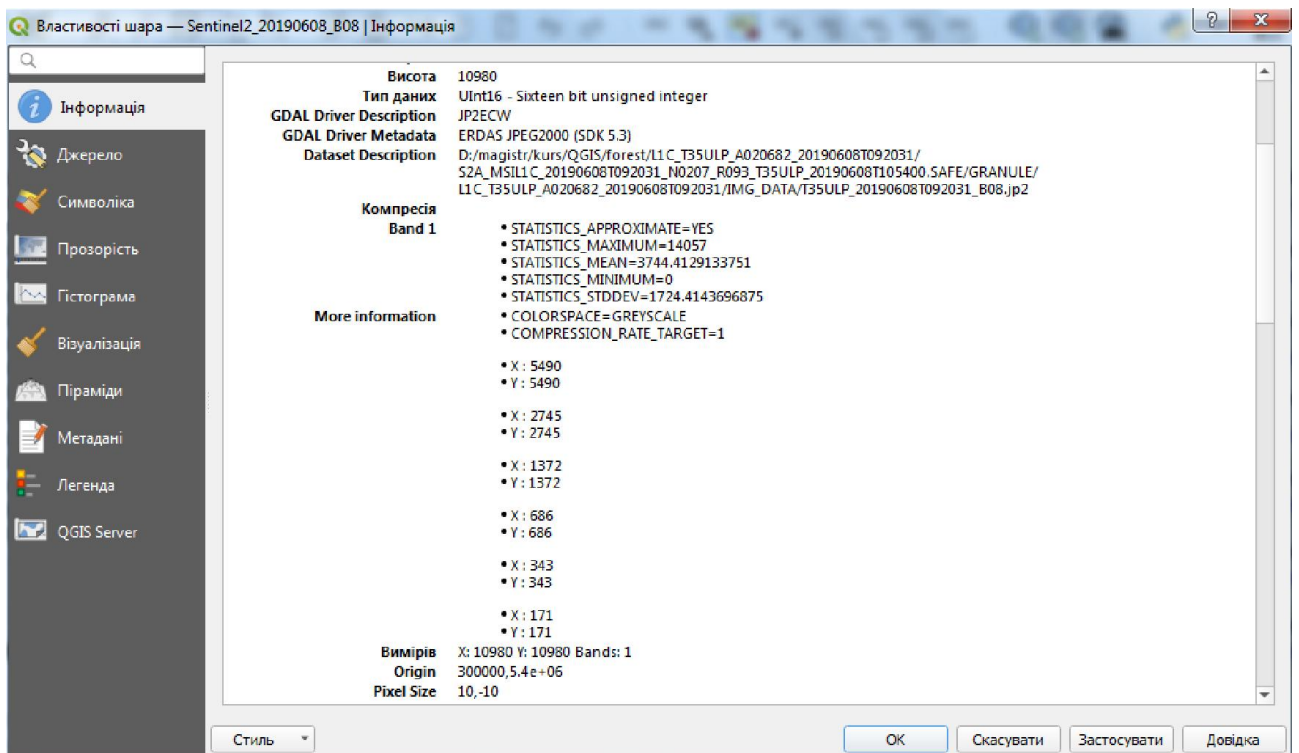 Властивості шара — Sentinel2_20190608_B08 | Інформація
Інформація
Джерело
Символіка
Прозорість
Гістограма
Візуалізація
Піраміди
Метадані
Легенда
QGIS Server
Висота 10980
Тип даних UInt16 - Sixteen bit unsigned integer
GDAL Driver Description JP2ECW
GDAL Driver Metadata ERDAS JPEG2000 (SDK 5.3)
Dataset Description D:/magistr/kurs/QGIS/forest/L1C_T35ULP_A020682_20190608T092031/
S2A_MSIL1C_20190608T092031_N0207_R093_T35ULP_20190608T105400.SAFE/GRANULE/
L1C_T35ULP_A020682_20190608T092031/IMG_DATA/T35ULP_20190608T092031_B08.jp2
Компресія
Band 1 • STATISTICS_APPROXIMATE=YES
• STATISTICS_MAXIMUM=14057
• STATISTICS_MEAN=3744.4129133751
• STATISTICS_MINIMUM=0
• STATISTICS_STDDEV=1724.4143696875
More information • COLORSPACE=GREYSCALE
• COMPRESSION_RATE_TARGET=1
• X : 5490
• Y : 5490
• X : 2745
• Y : 2745
• X : 1372
• Y : 1372
• X : 686
• Y : 686
• X : 343
• Y : 343
• X : 171
• Y : 171
Вимірів X: 10980 Y: 10980 Bands: 1
Origin 300000,5.4e+06
Pixel Size 10,-10
Стиль
OK
Скасувати
Застосувати
Довідка